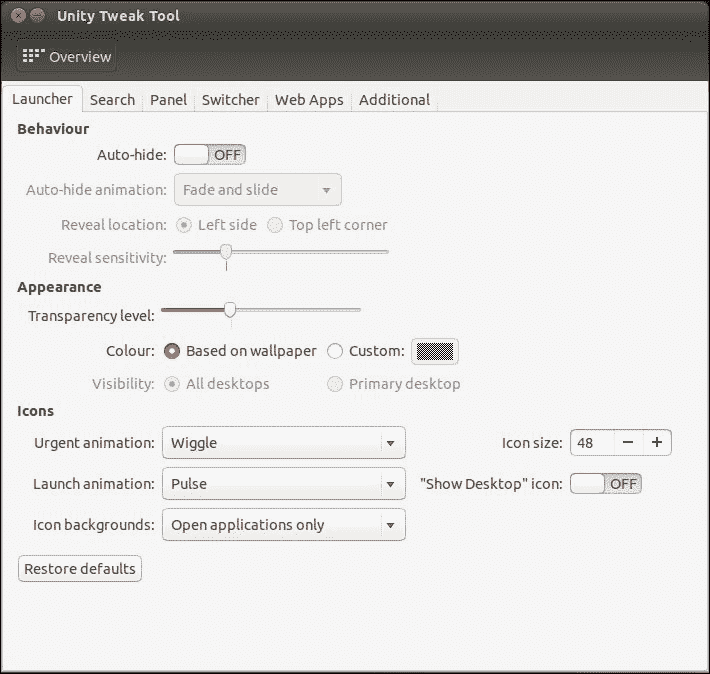 Unity Tweak Tool
Overview
Launcher Search Panel Switcher Web Apps Additional
Behaviour
Auto-hide: OFF
Auto-hide animation: Fade and slide
Reveal location: Left side Top left corner
Reveal sensitivity:
Appearance
Transparency level:
Colour: Based on wallpaper Custom:
Visibility: All desktops Primary desktop
Icons
Urgent animation: Wiggle Icon size: 48 − +
Launch animation: Pulse "Show Desktop" icon: OFF
Icon backgrounds: Open applications only
Restore defaults